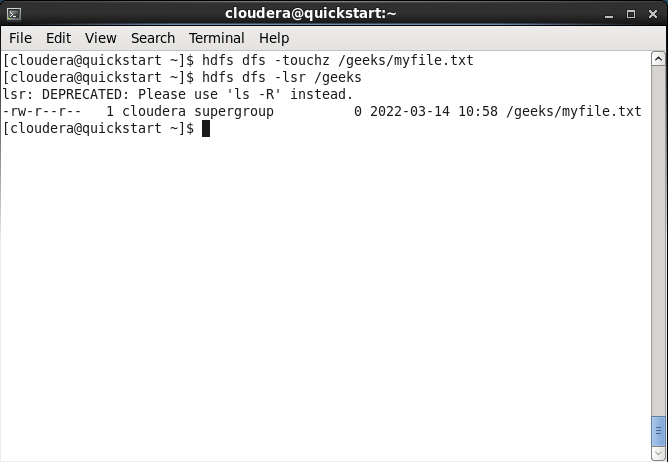 cloudera@quickstart:~
File Edit View Search Terminal Help
[cloudera@quickstart ~]$ hdfs dfs -touchz /geeks/myfile.txt
[cloudera@quickstart ~]$ hdfs dfs -lsr /geeks
lsr: DEPRECATED: Please use 'ls -R' instead.
-rw-r--r--   1 cloudera supergroup          0 2022-03-14 10:58 /geeks/myfile.txt
[cloudera@quickstart ~]$